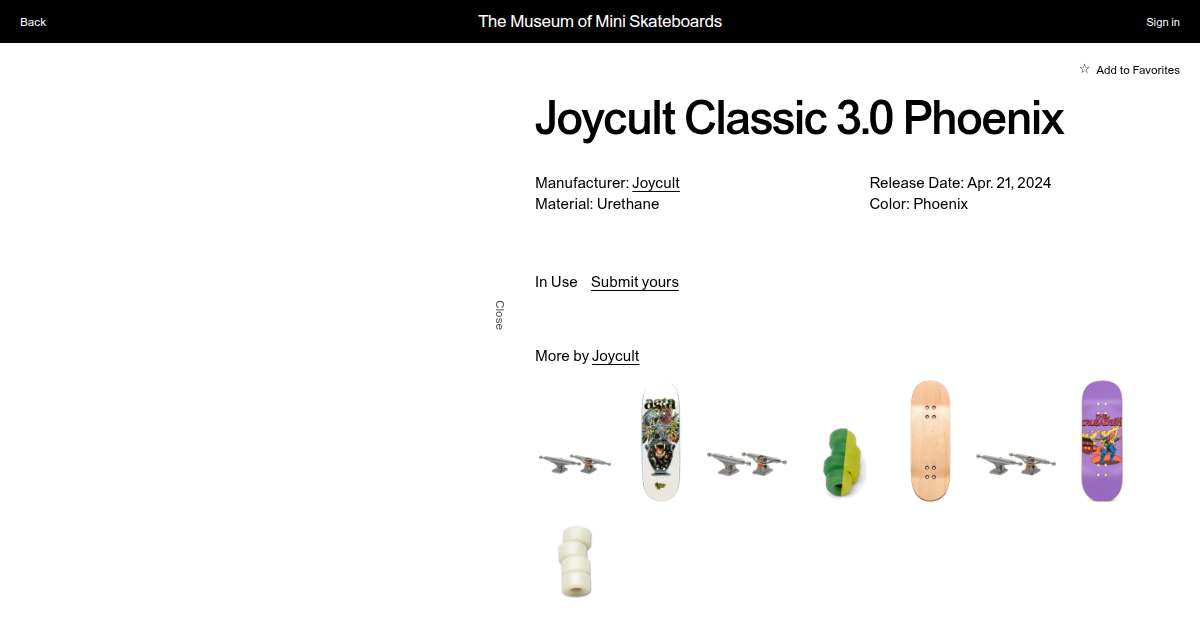 Back
The Museum of Mini Skateboards
Sign in
☆ Add to Favorites
Joycult Classic 3.0 Phoenix
Manufacturer: Joycult
Release Date: Apr. 21, 2024
Material: Urethane
Color: Phoenix
In Use Submit yours
Close
More by Joycult